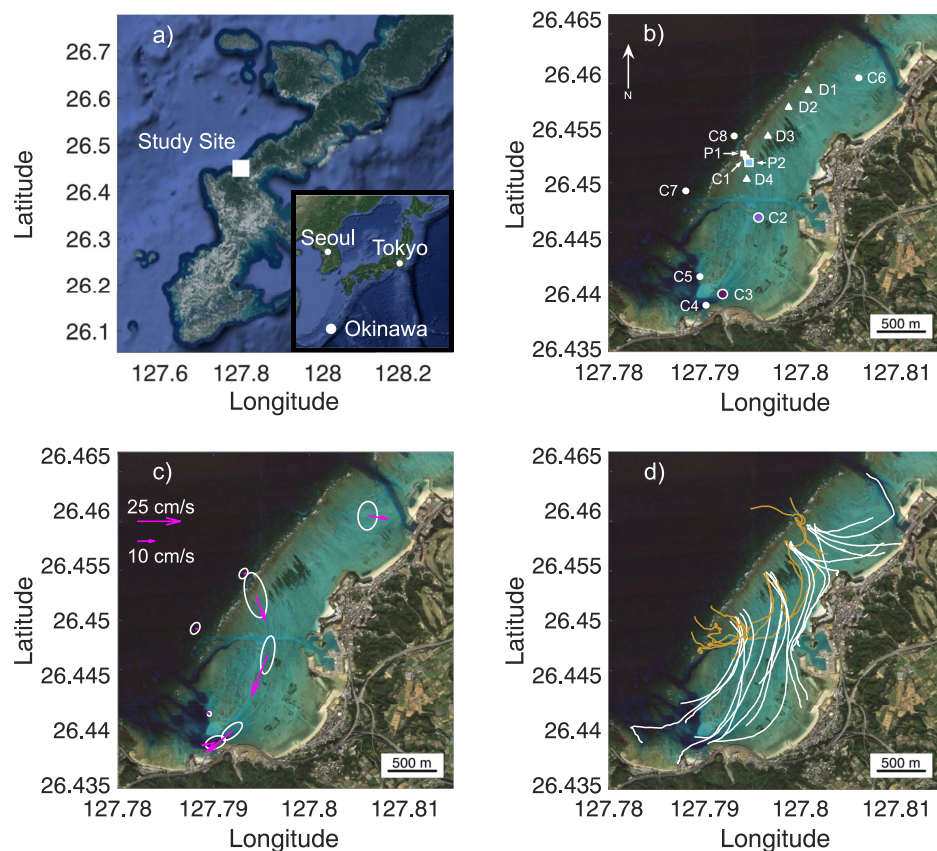 a)
26.7
26.6
26.5
26.4
26.3
26.2
26.1
Latitude
Study Site
Seoul
Tokyo
Okinawa
127.6 127.8 128 128.2
Longitude
b)
26.465
26.46
26.455
26.45
26.445
26.44
26.435
Latitude
N
C6
D1
D2
C8
D3
P1
P2
C1
D4
C7
C2
C5
C3
C4
500 m
127.78 127.79 127.8 127.81
Longitude
c)
26.465
26.46
26.455
26.45
26.445
26.44
26.435
Latitude
25 cm/s
10 cm/s
500 m
127.78 127.79 127.8 127.81
Longitude
d)
26.465
26.46
26.455
26.45
26.445
26.44
26.435
Latitude
500 m
127.78 127.79 127.8 127.81
Longitude